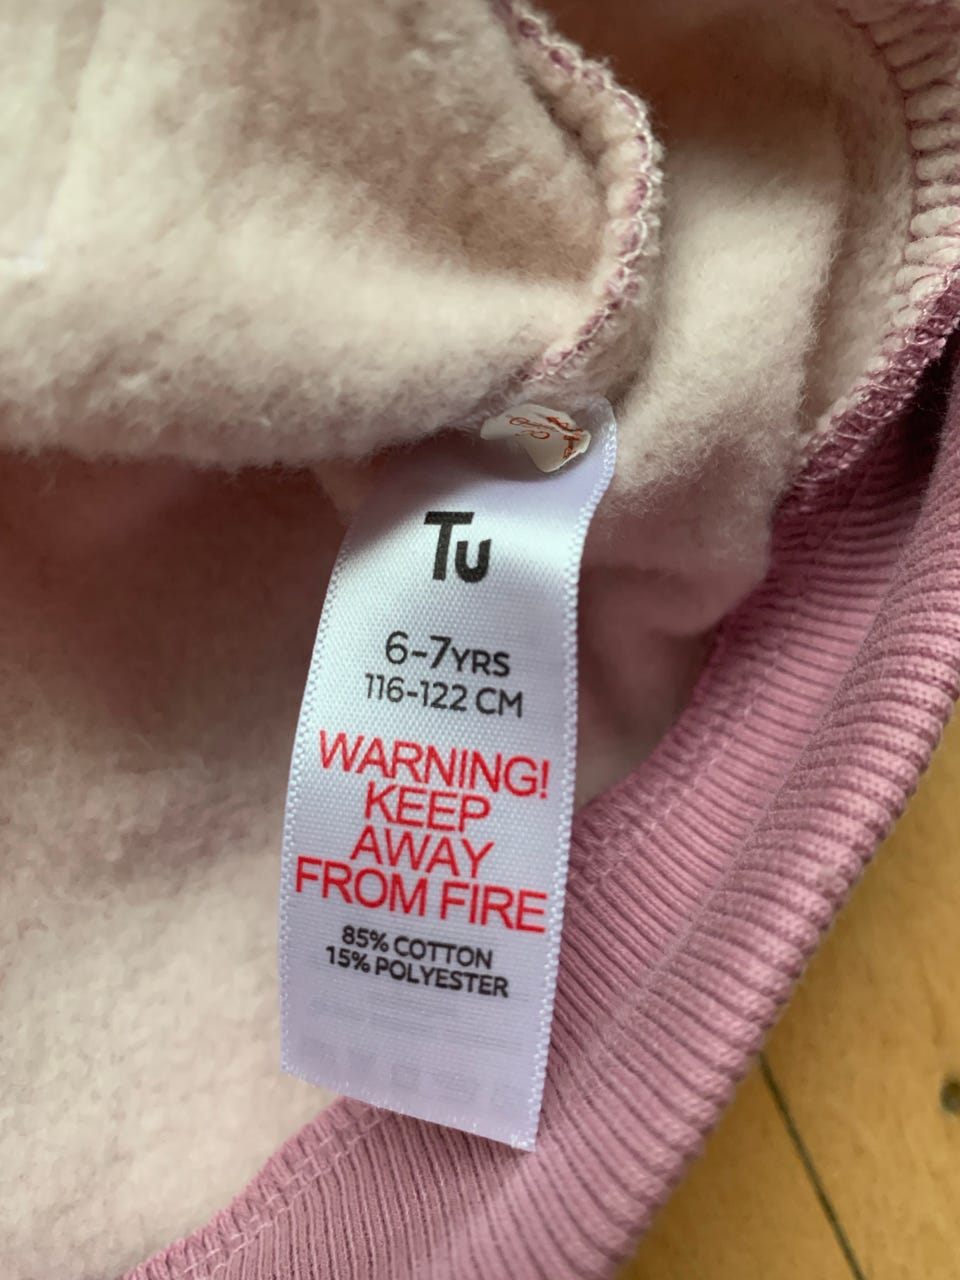 Tu
6-7YRS
116-122 CM
WARNING!
KEEP
AWAY
FROM FIRE
85% COTTON
15% POLYESTER